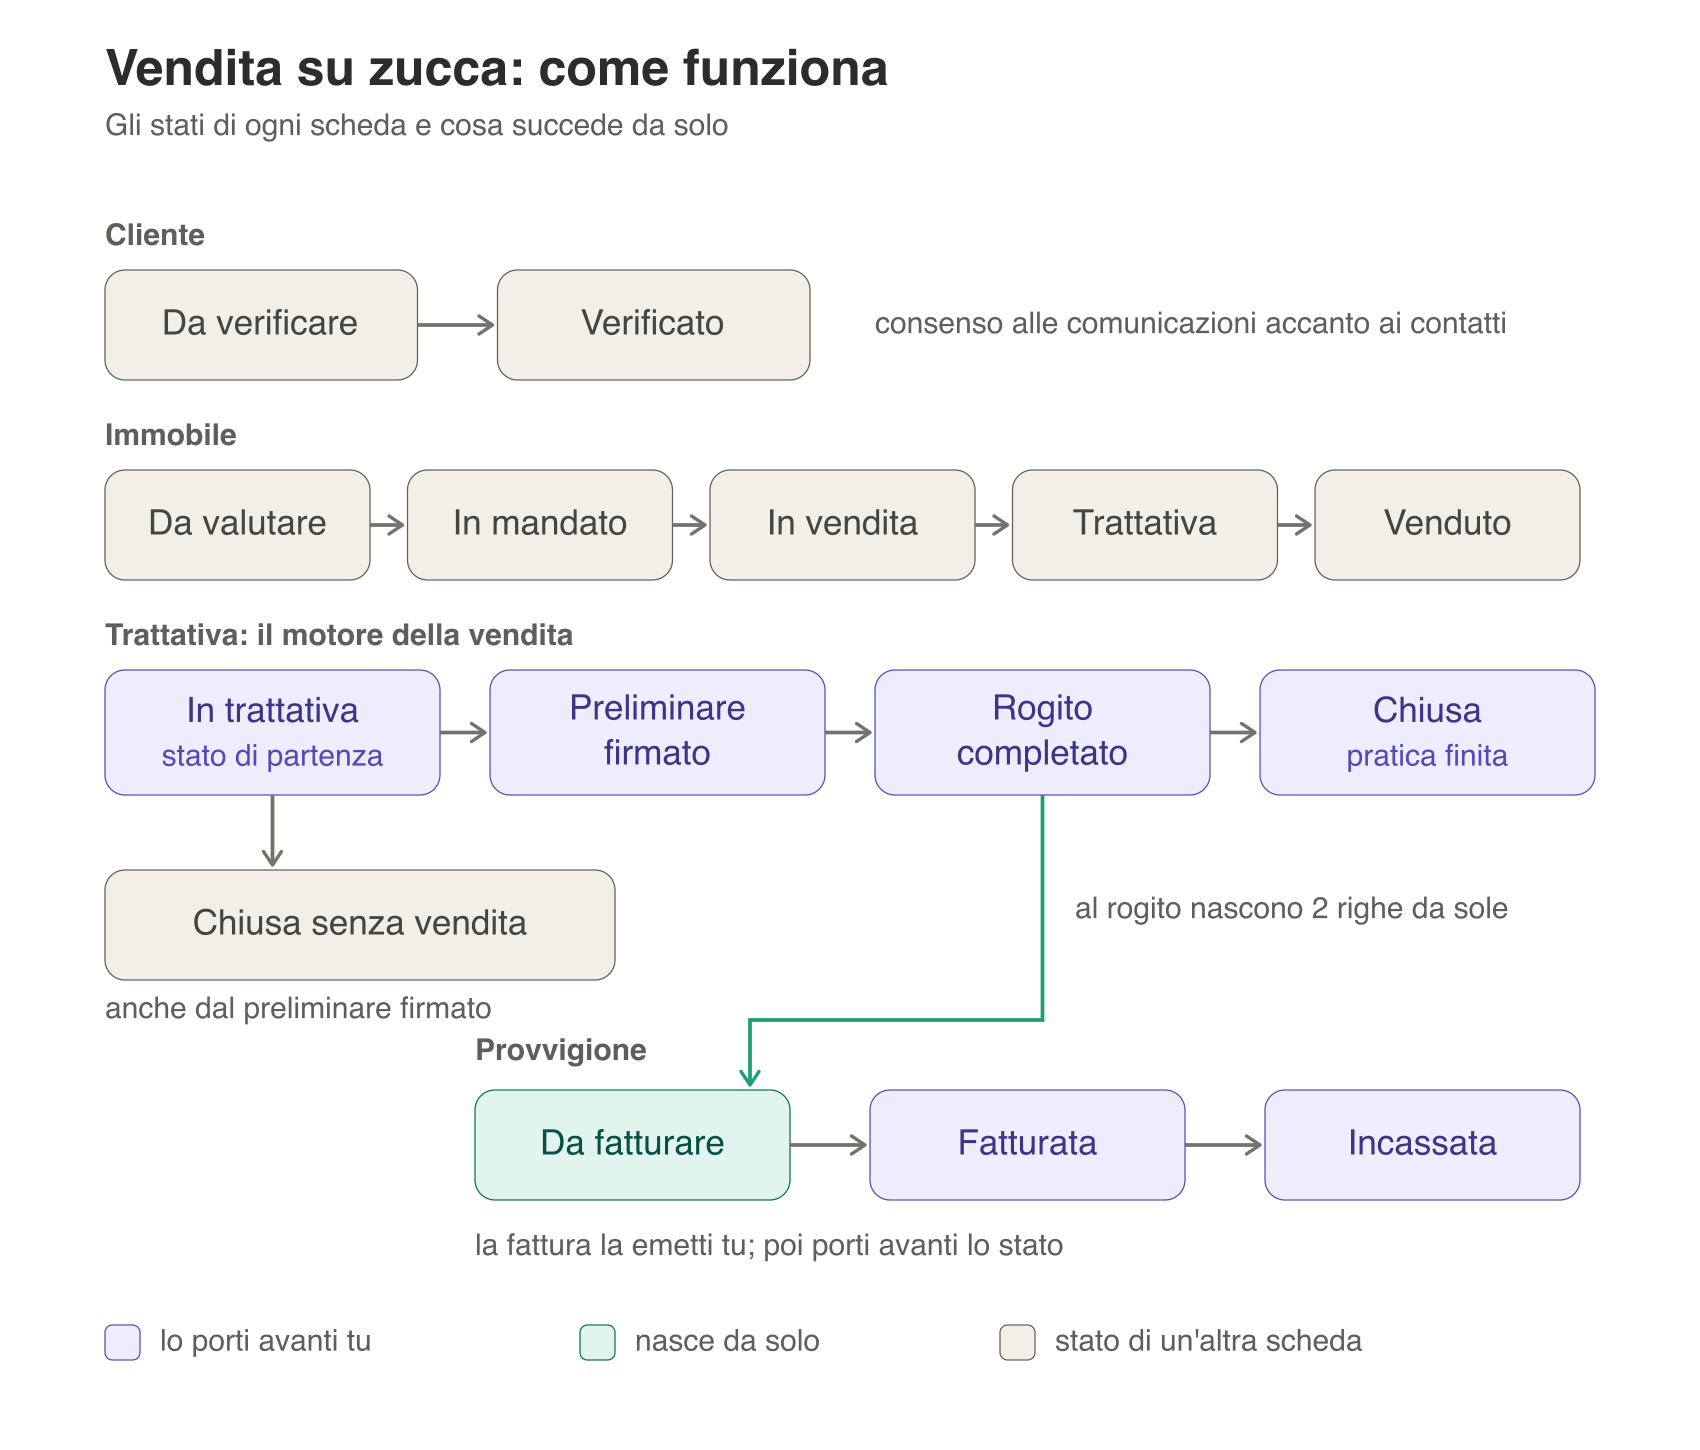 Vendita su zucca: come funziona
Gli stati di ogni scheda e cosa succede da solo
Cliente
Da verificare
Verificato
consenso alle comunicazioni accanto ai contatti
Immobile
Da valutare
In mandato
In vendita
Trattativa
Venduto
Trattativa: il motore della vendita
In trattativa
stato di partenza
Preliminare
firmato
Rogito
completato
Chiusa
pratica finita
Chiusa senza vendita
al rogito nascono 2 righe da sole
anche dal preliminare firmato
Provvigione
Da fatturare
Fatturata
Incassata
la fattura la emetti tu; poi porti avanti lo stato
lo porti avanti tu
nasce da solo
stato di un'altra scheda